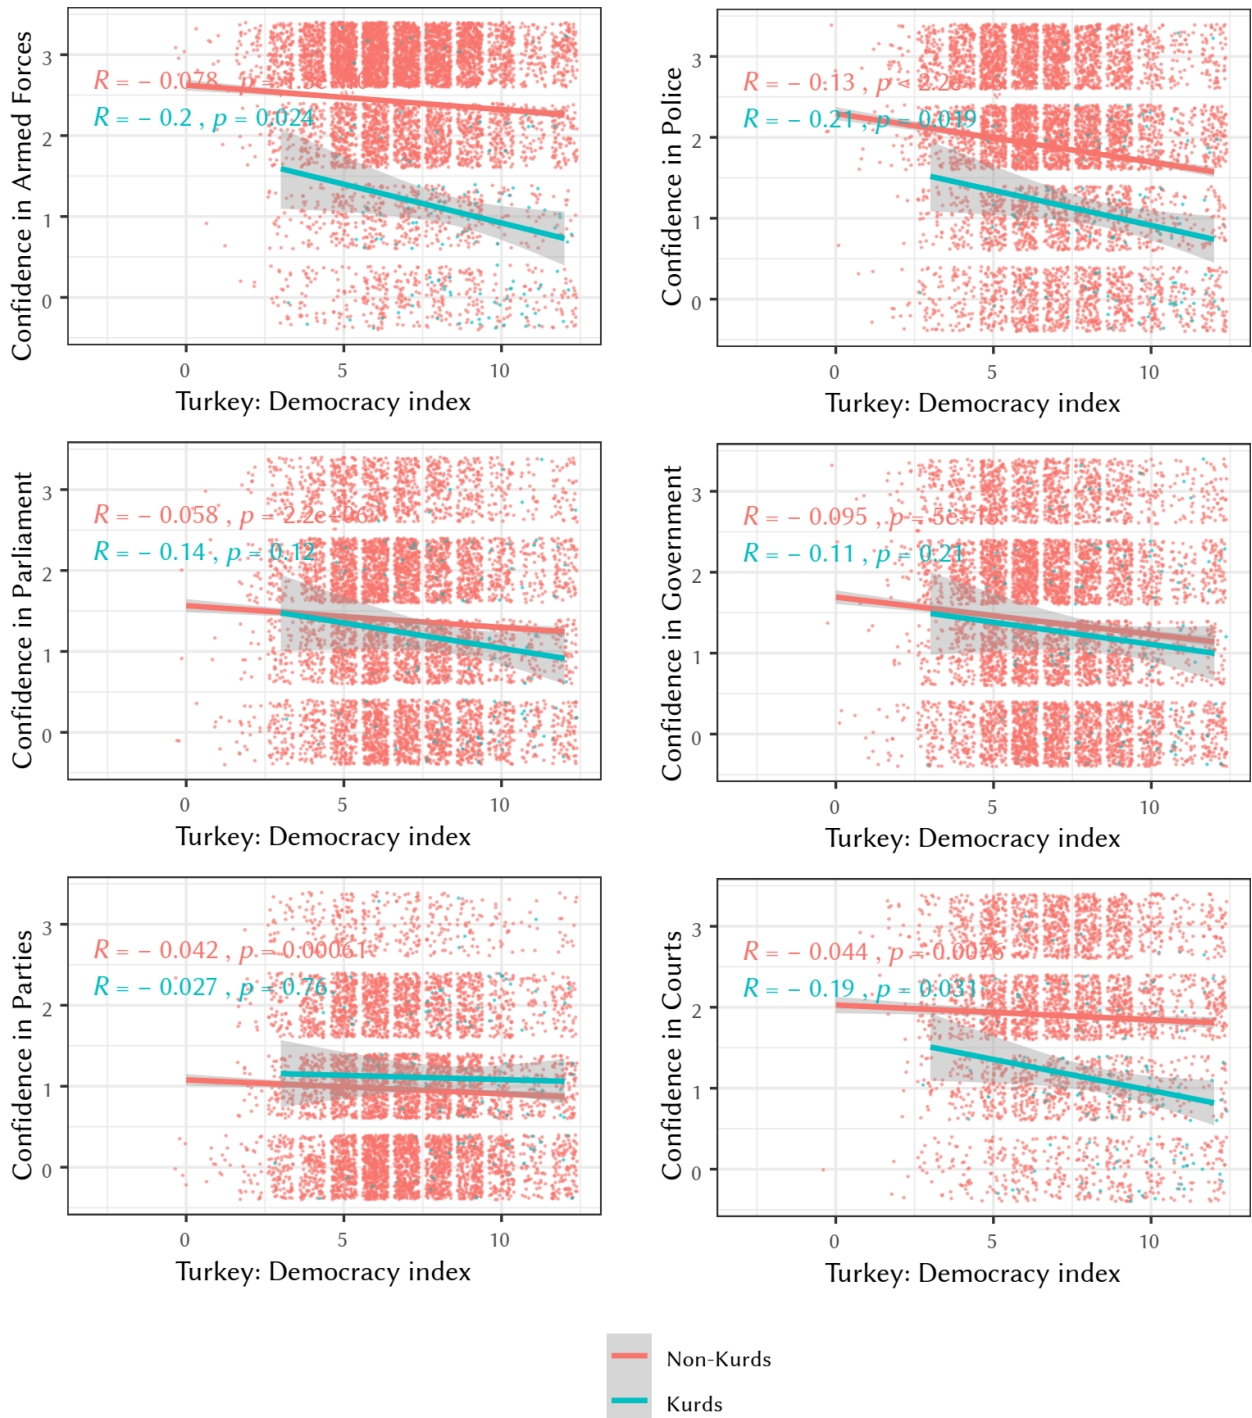 Confidence in Armed Forces
3
2
1
0
R = − 0.078 , p =
R = − 0.2 , p = 0.024
0 5 10
Turkey: Democracy index
Confidence in Police
3
2
1
0
R = − 0.13 , p < 2.2e
R = − 0.21 , p = 0.019
0 5 10
Turkey: Democracy index
Confidence in Parliament
3
2
1
0
R = − 0.058 , p = 2.2e−06
R = − 0.14 , p = 0.12
0 5 10
Turkey: Democracy index
Confidence in Government
3
2
1
0
R = − 0.095 , p =
R = − 0.11 , p = 0.21
0 5 10
Turkey: Democracy index
Confidence in Parties
3
2
1
0
R = − 0.042 , p = 0.00061
R = − 0.027 , p = 0.76
0 5 10
Turkey: Democracy index
Confidence in Courts
3
2
1
0
R = − 0.044 , p = 0.0076
R = − 0.19 , p = 0.031
0 5 10
Turkey: Democracy index
Non-Kurds
Kurds